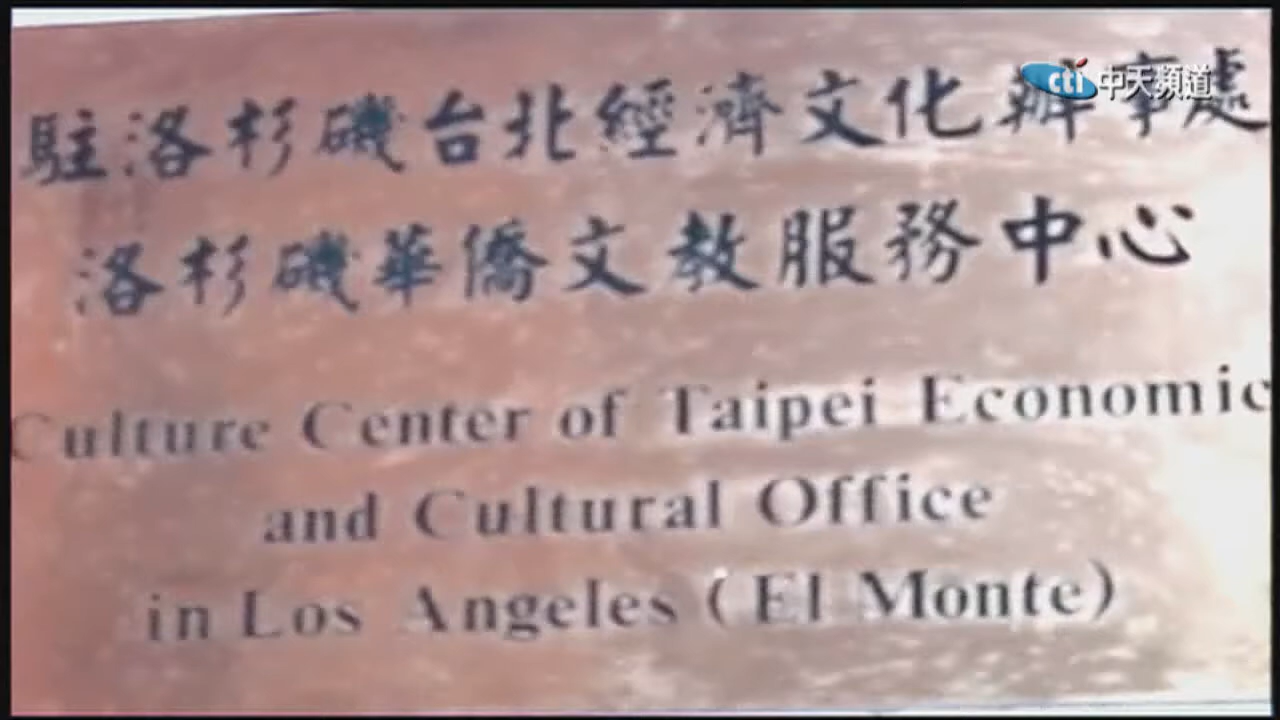 cti 中天頻道
駐洛杉磯台北經濟文化辦事處
洛杉磯華僑文教服務中心
Culture Center of Taipei Economic
and Cultural Office
in Los Angeles (El Monte)